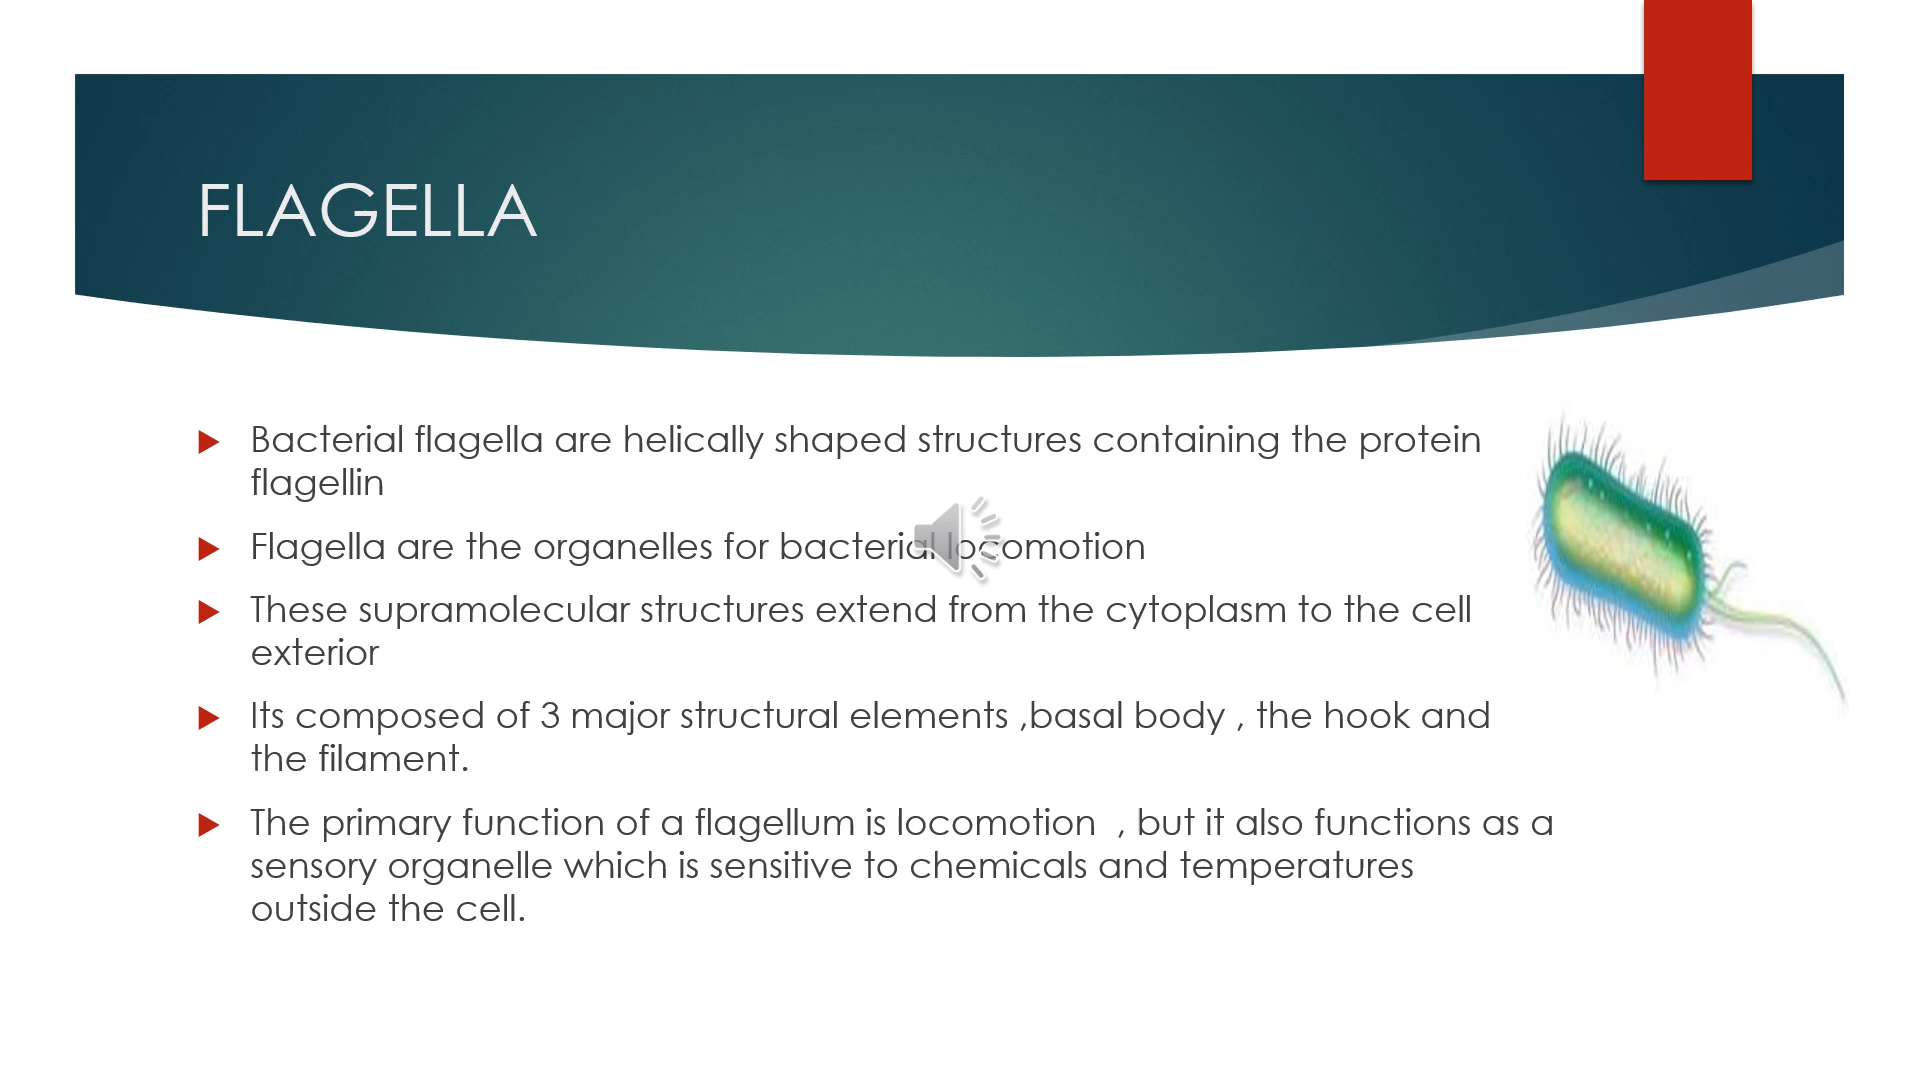 FLAGELLA
Bacterial flagella are helically shaped structures containing the protein
flagellin
Flagella are the organelles for bacterial locomotion
These supramolecular structures extend from the cytoplasm to the cell
exterior
Its composed of 3 major structural elements ,basal body , the hook and
the filament.
The primary function of a flagellum is locomotion  , but it also functions as a
sensory organelle which is sensitive to chemicals and temperatures
outside the cell.